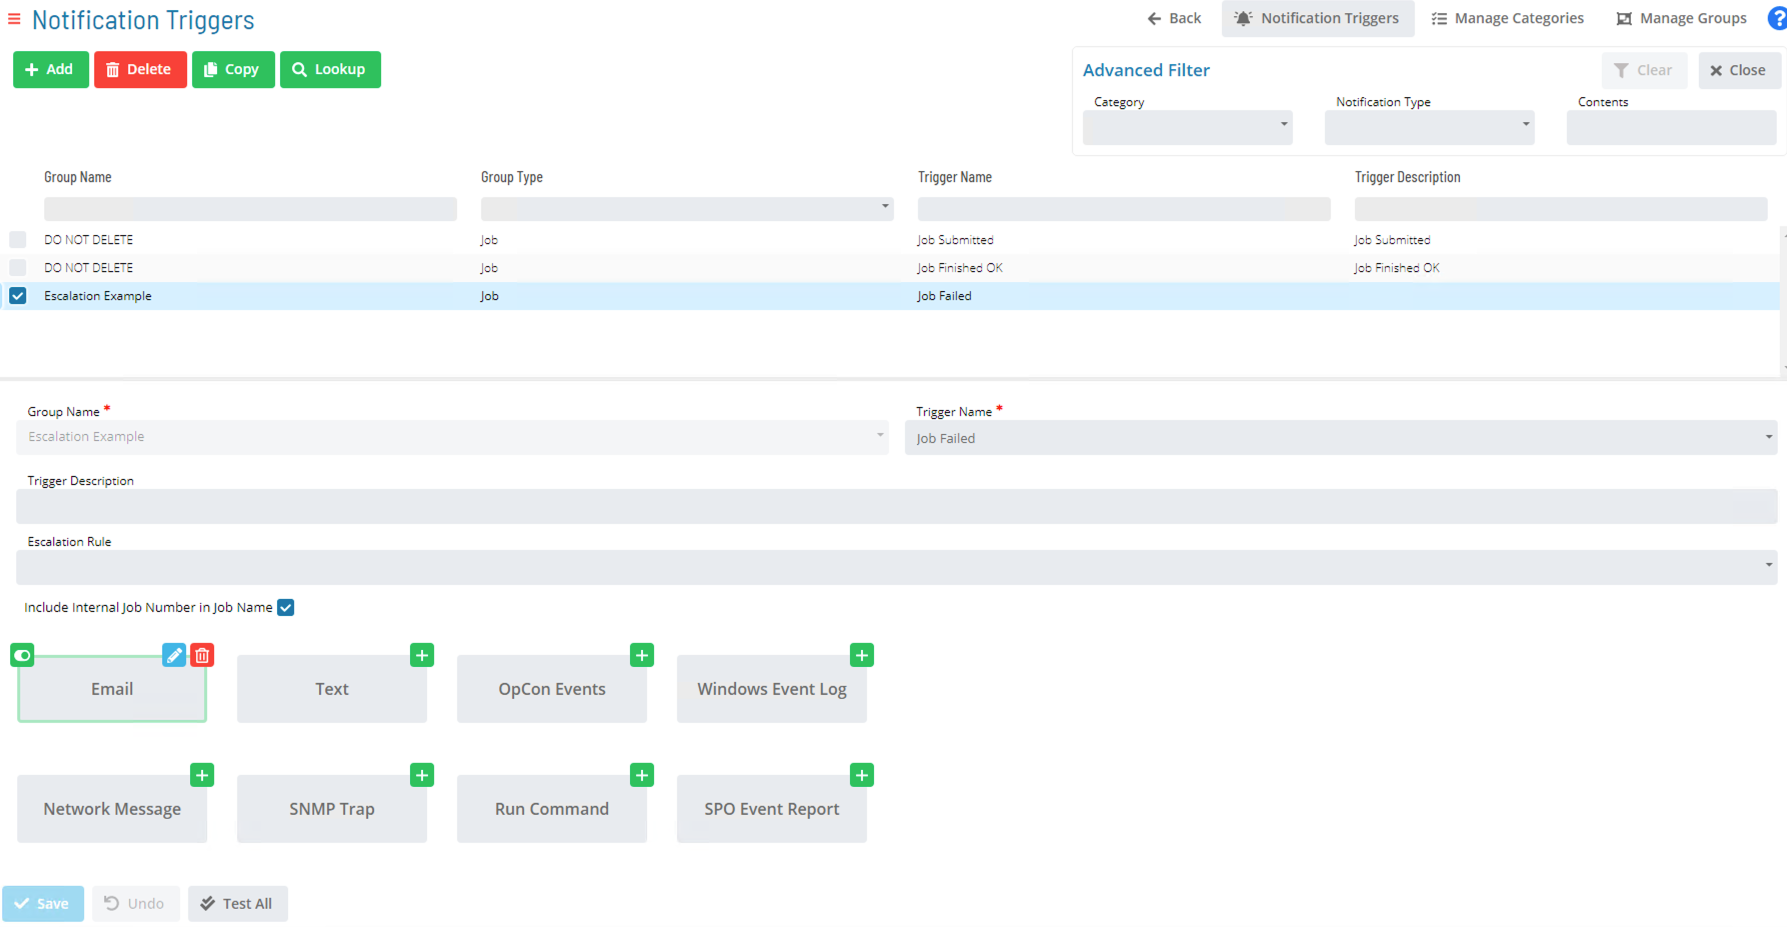 Notification Triggers
Back
Notification Triggers
Manage Categories
Manage Groups
?
Add
Delete
Copy
Lookup
Advanced Filter
Clear
Close
Category
Notification Type
Contents
Group Name
Group Type
Trigger Name
Trigger Description
DO NOT DELETE Job Job Submitted Job Submitted
DO NOT DELETE Job Job Finished OK Job Finished OK
Escalation Example Job Job Failed
Group Name *
Escalation Example
Trigger Name *
Job Failed
Trigger Description
Escalation Rule
Include Internal Job Number in Job Name
Email
Text
OpCon Events
Windows Event Log
Network Message
SNMP Trap
Run Command
SPO Event Report
Save
Undo
Test All